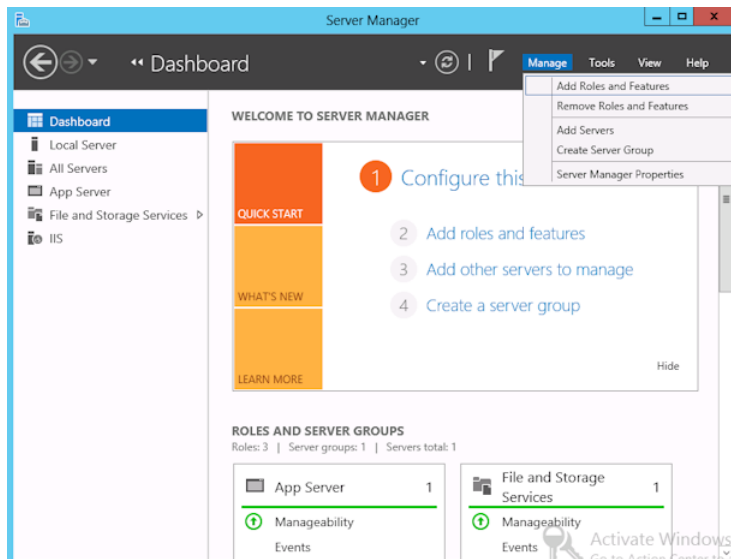 Server Manager
Dashboard
Manage Tools View Help
Add Roles and Features
Remove Roles and Features
Add Servers
Create Server Group
Server Manager Properties
Dashboard
Local Server
All Servers
App Server
File and Storage Services
IIS
WELCOME TO SERVER MANAGER
QUICK START
WHAT'S NEW
LEARN MORE
1 Configure this
2 Add roles and features
3 Add other servers to manage
4 Create a server group
Hide
ROLES AND SERVER GROUPS
Roles: 3 | Server groups: 1 | Servers total: 1
App Server 1
Manageability
Events
File and Storage
Services 1
Manageability
Events
Activate Windows